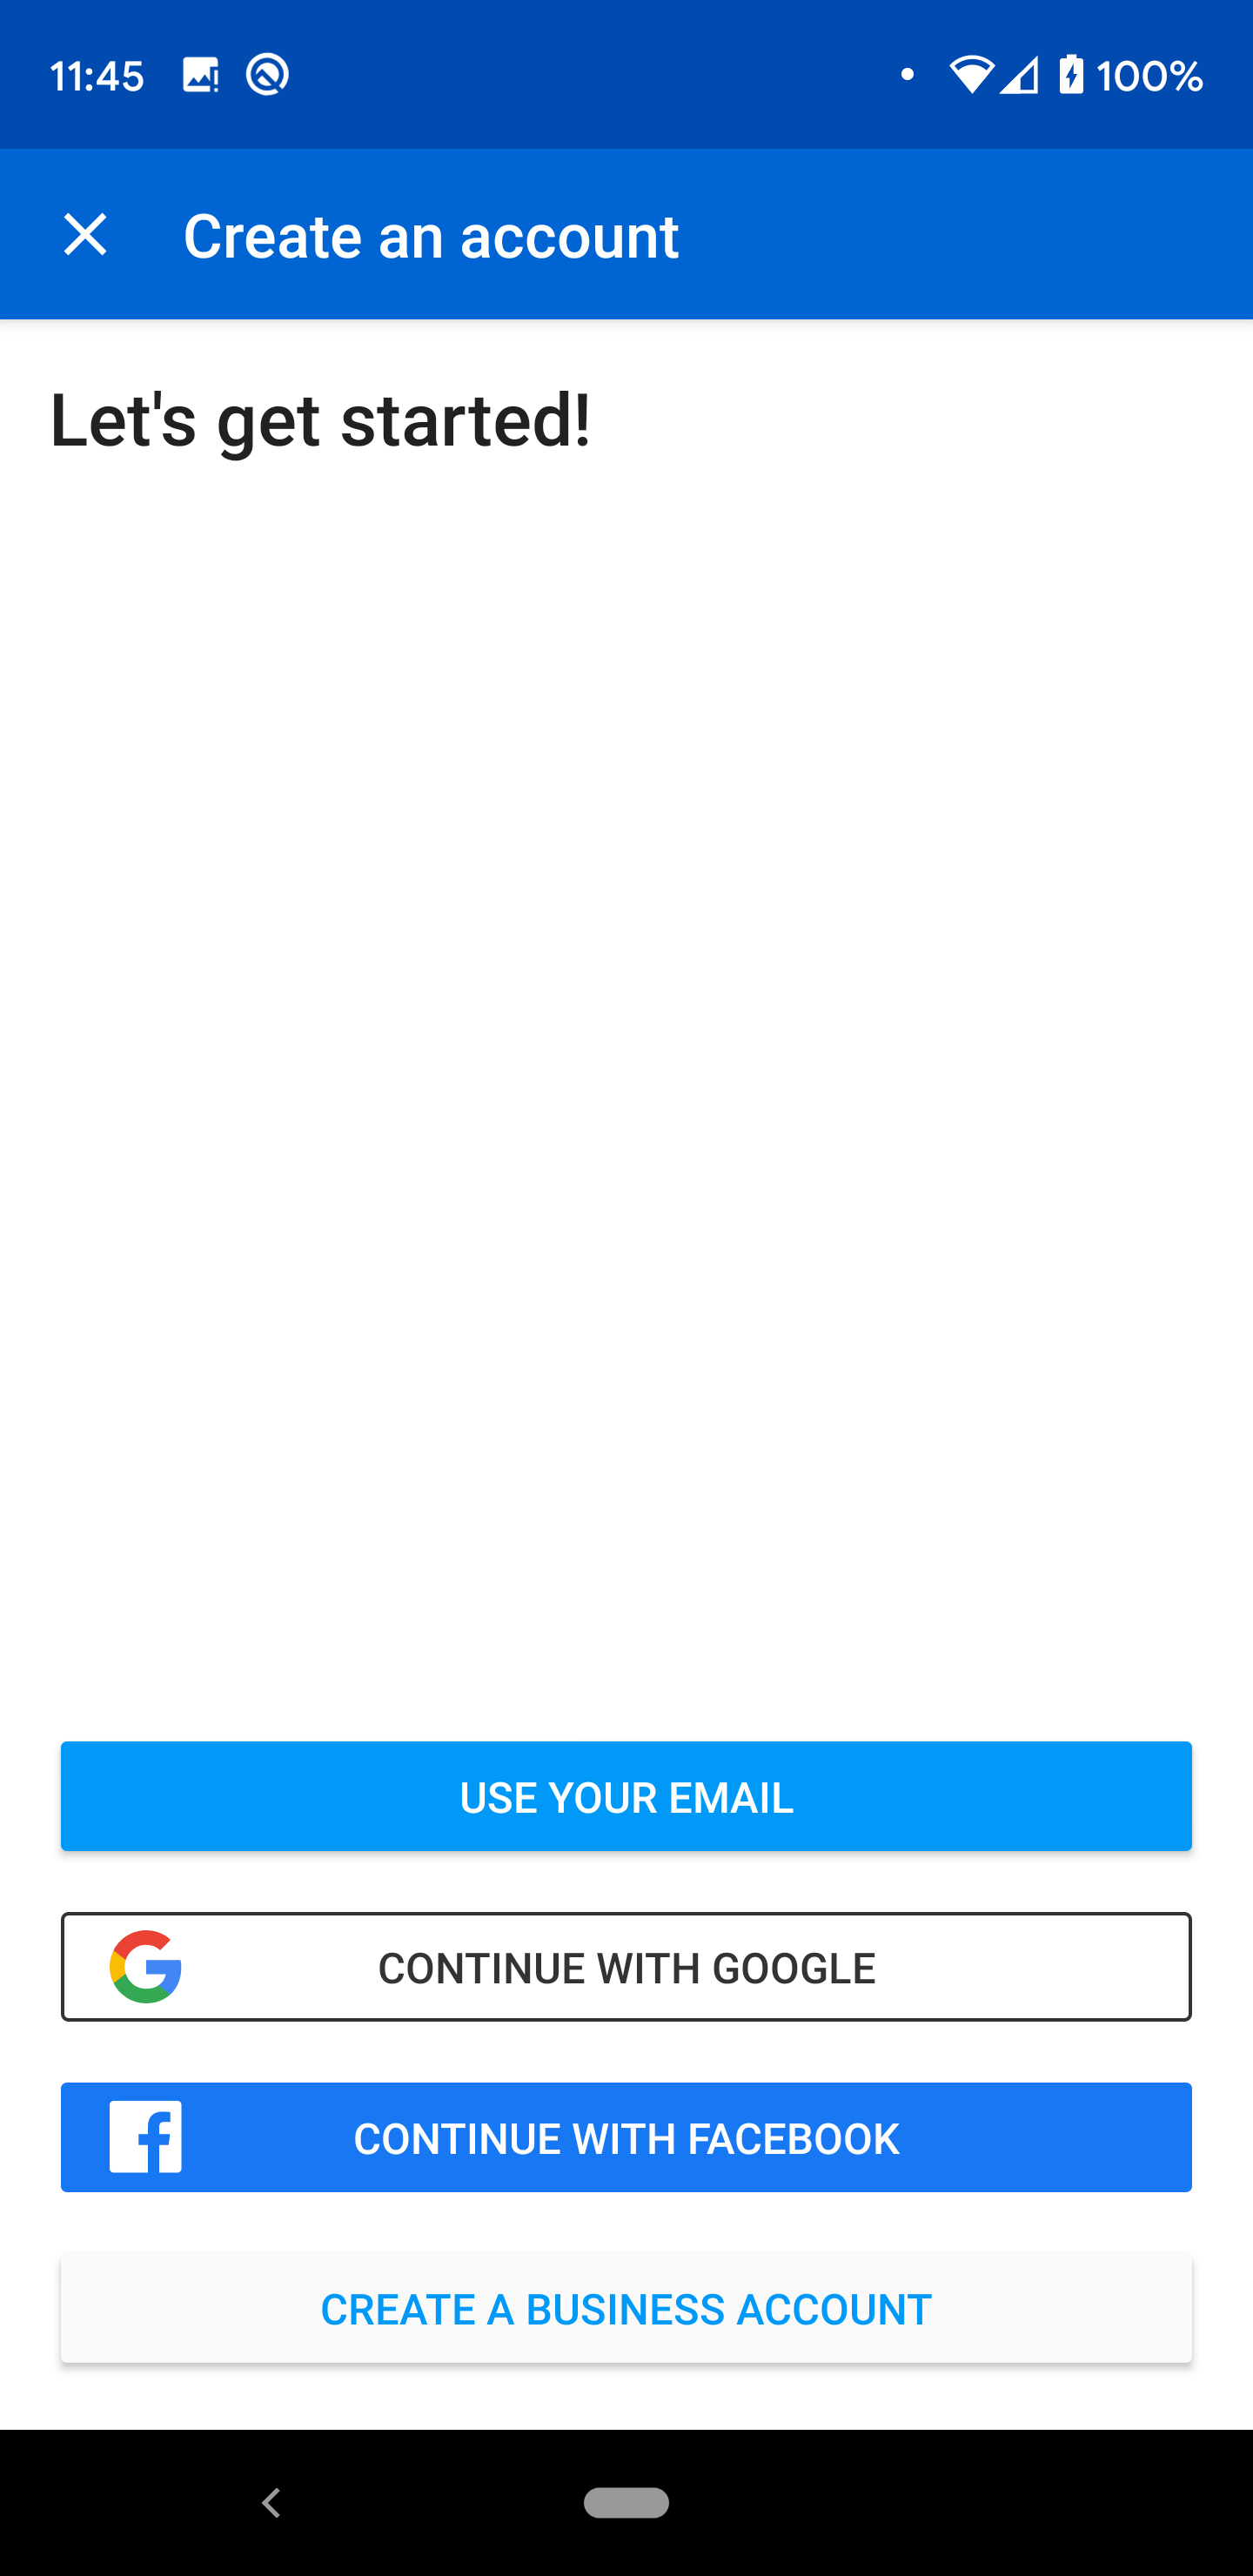 11:45
100%
Create an account
Let's get started!
USE YOUR EMAIL
CONTINUE WITH GOOGLE
CONTINUE WITH FACEBOOK
CREATE A BUSINESS ACCOUNT